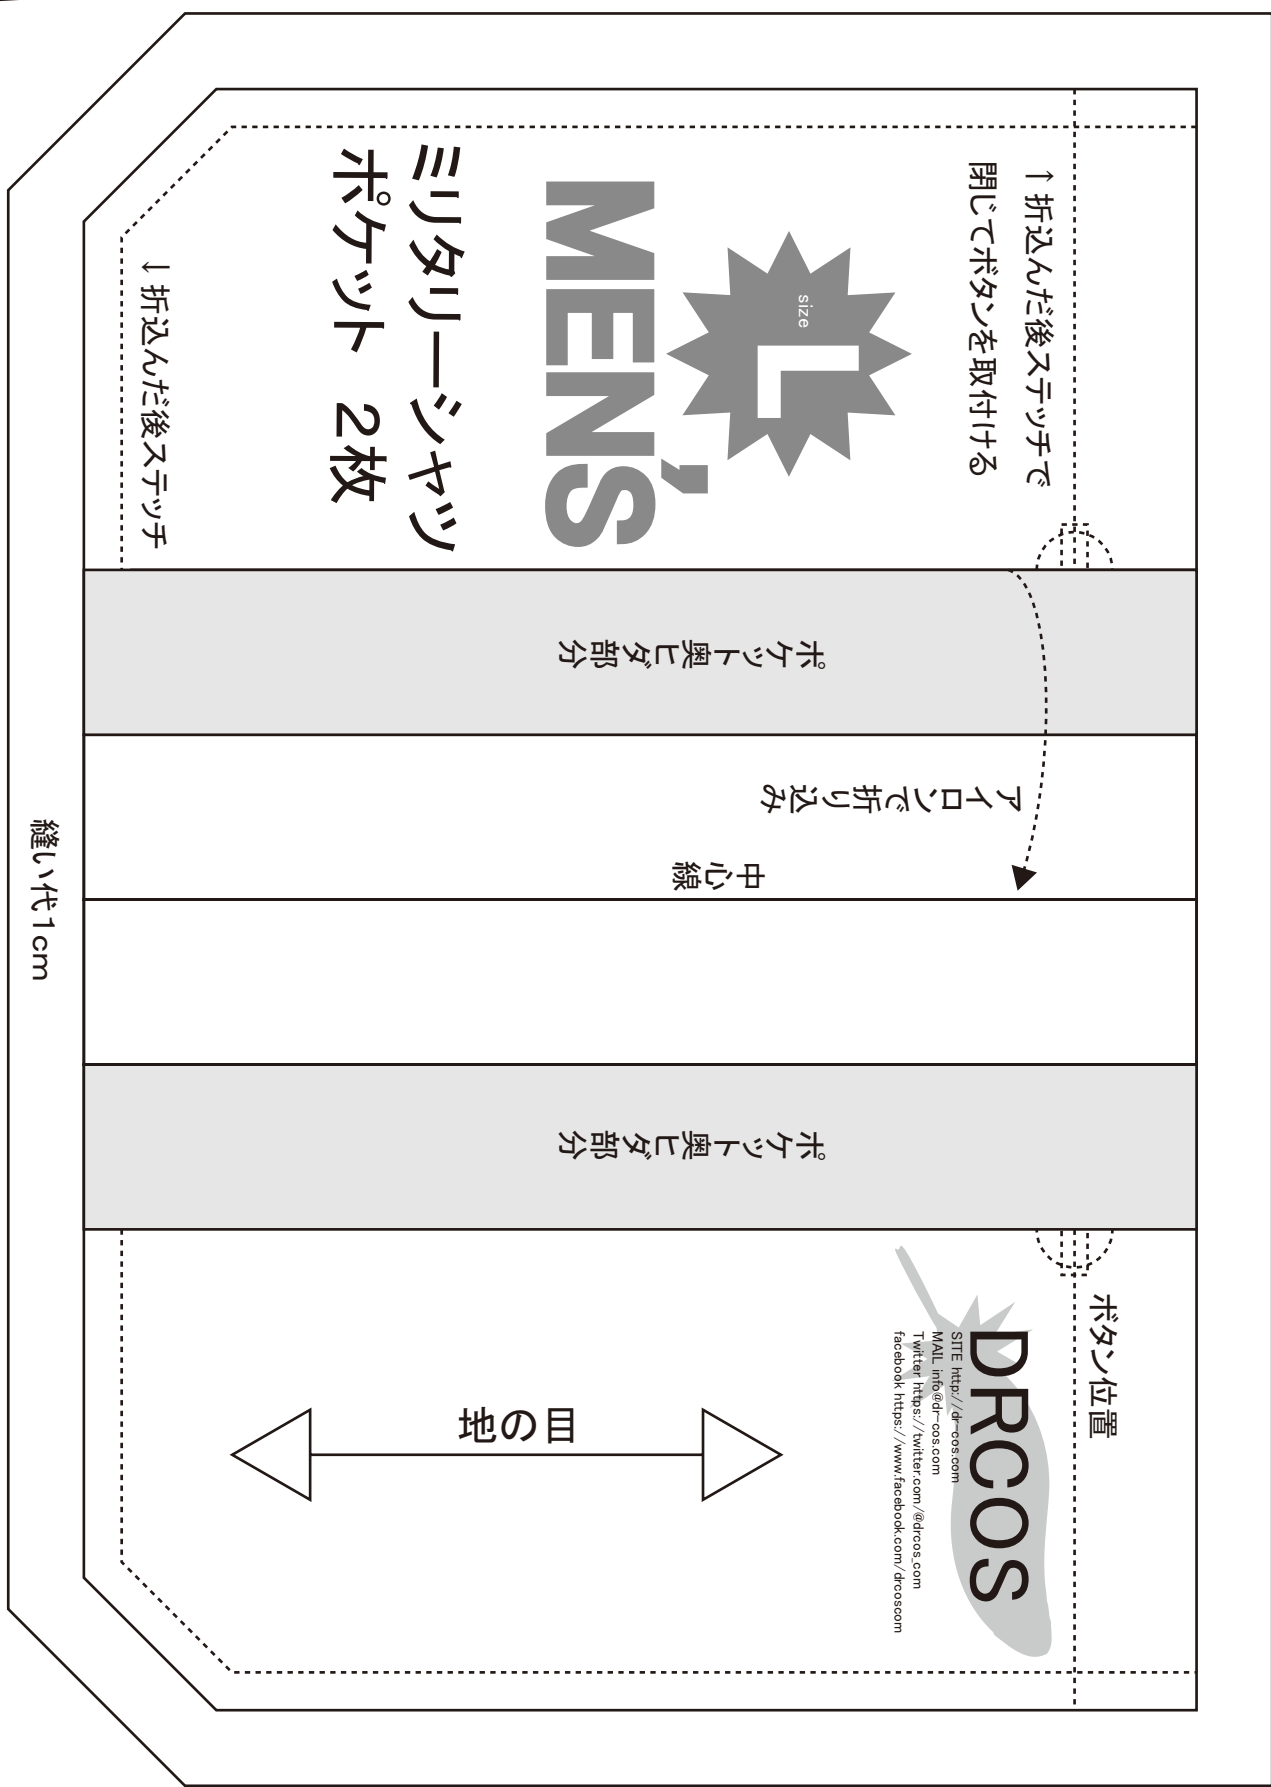 ↑折込んだ後ステッチで
閉じてボタンを取付ける
size
L
MEN'S
ミリタリーシャツ
ポケット 2枚
↓折込んだ後ステッチ
ポケット奥ヒダ部分
アイロンで折り込み
中心線
縫い代1cm
ポケット奥ヒダ部分
ボタン位置
DRCOS
SITE http://dr-cos.com
MAIL info@dr-cos.com
Twitter https://twitter.com/@drcos_com
facebook https://www.facebook.com/drcoscom
地の目